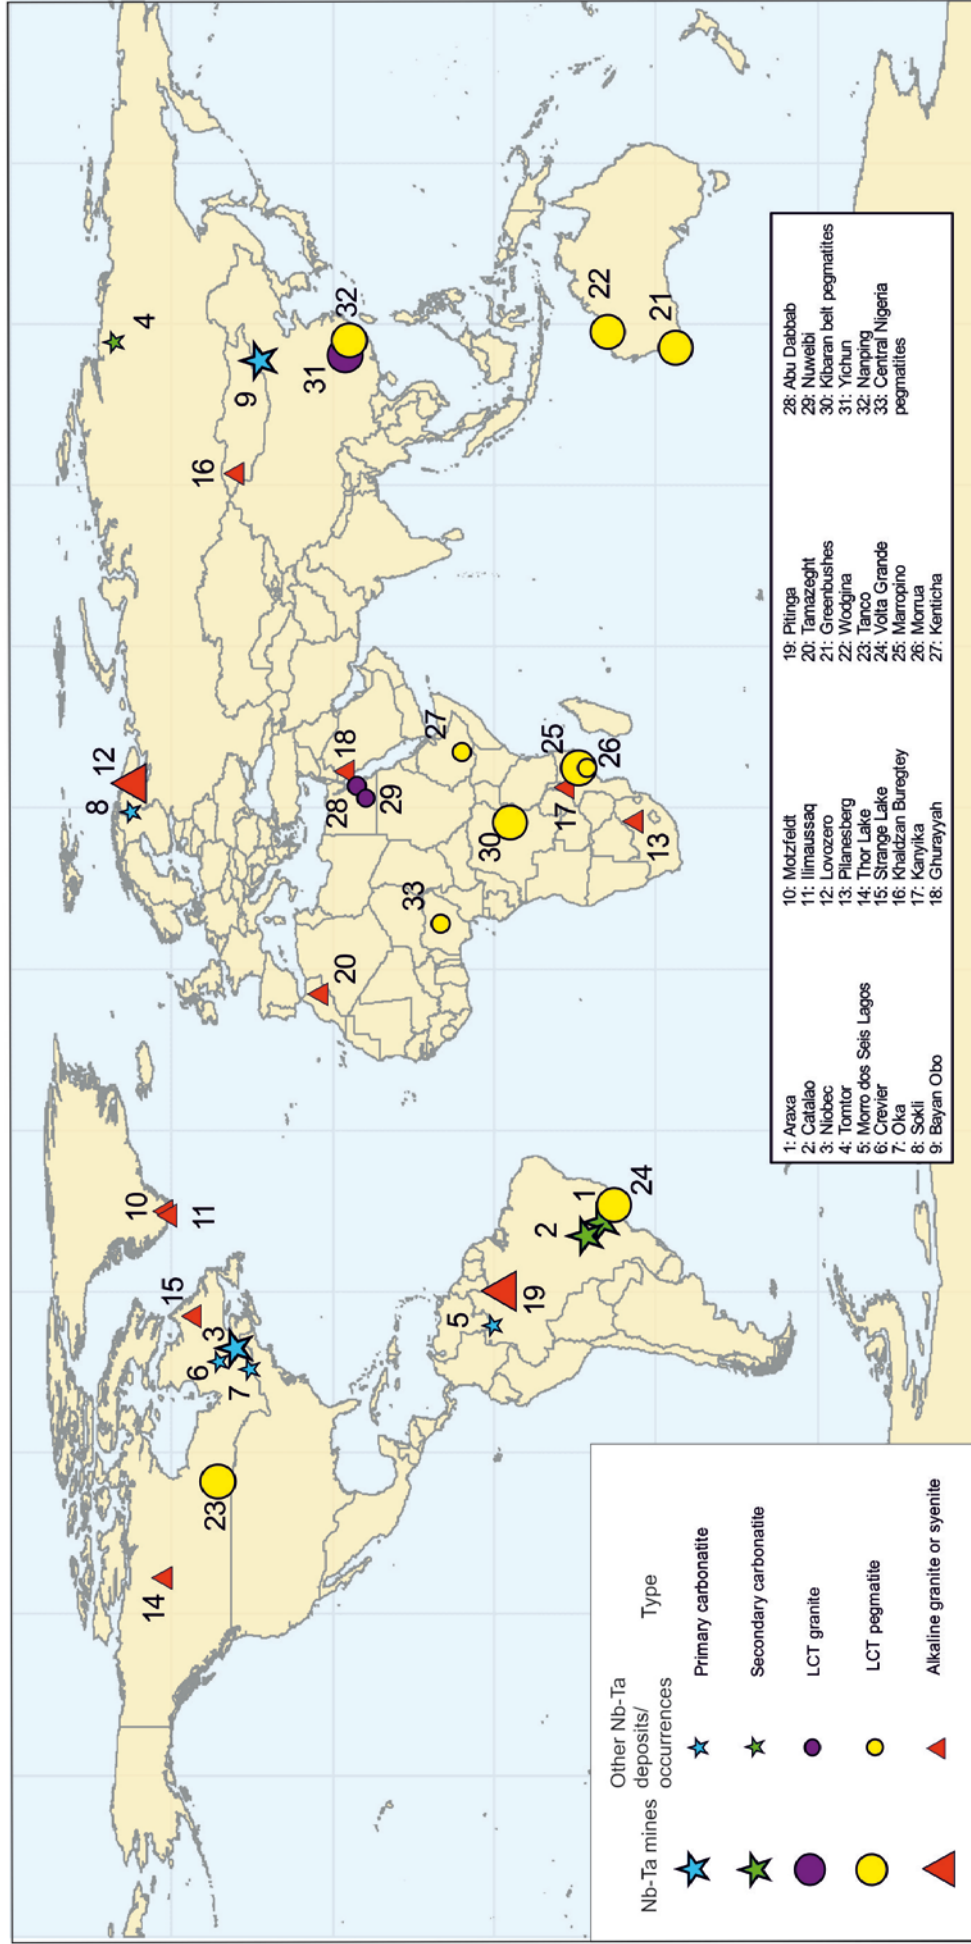 8
12
4
10
11
15
14
3
6
7
23
9
16
31
32
20
28
18
29
33
27
30
5
19
2
1
24
17
25
26
13
22
21
Nb-Ta mines
Other Nb-Ta
deposits/
occurrences
Type
Primary carbonatite
Secondary carbonatite
LCT granite
LCT pegmatite
Alkaline granite or syenite
1: Araxa
2: Catalao
3: Niobec
4: Tomtor
5: Morro dos Seis Lagos
6: Crevier
7: Oka
8: Sokli
9: Bayan Obo
10: Motzfeldt
11: Ilimaussaq
12: Lovozero
13: Pilanesberg
14: Thor Lake
15: Strange Lake
16: Khaldzan Buregtey
17: Kanyika
18: Ghurayyah
19: Pitinga
20: Tamazeght
21: Greenbushes
22: Wodgina
23: Tanco
24: Volta Grande
25: Marropino
26: Morrua
27: Kenticha
28: Abu Dabbab
29: Nuweibi
30: Kibaran belt pegmatites
31: Yichun
32: Nanping
33: Central Nigeria
pegmatites